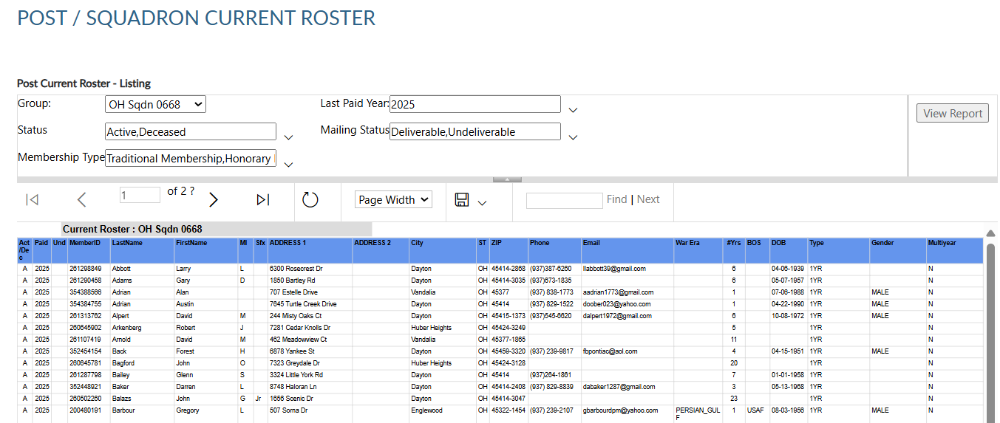 POST / SQUADRON CURRENT ROSTER
Post Current Roster - Listing
Group: OH Sqdn 0668 Last Paid Year: 2025 View Report
Status Active,Deceased Mailing Status Deliverable,Undeliverable
Membership Type Traditional Membership,Honorary
1 of 2 ? Page Width Find | Next
Current Roster : OH Sqdn 0668
Act/Dec Paid Und MemberID LastName FirstName MI Sfx ADDRESS 1 ADDRESS 2 City ST ZIP Phone Email War Era #Yrs BOS DOB Type Gender Multiyear
A 2025 261298849 Abbott Larry L 6300 Rosecrest Dr Dayton OH 45414-2868 (937)387-6260 llabbott39@gmail.com 6 04-06-1939 1YR N
A 2025 261290458 Adams Gary D 1850 Bartley Rd Dayton OH 45414-3035 (937)673-1835 6 05-07-1957 1YR N
A 2025 354388566 Adrian Alan 707 Estelle Drive Vandalia OH 45377 (937) 838-1773 aadrian1773@gmail.com 1 07-06-1988 1YR MALE N
A 2025 354384755 Adrian Austin 7645 Turtle Creek Drive Dayton OH 45414 (937) 829-1522 doober023@yahoo.com 1 04-22-1990 1YR MALE N
A 2025 261313762 Alpert David M 244 Misty Oaks Ct Dayton OH 45415-1373 (937)545-6620 dalpert1972@gmail.com 6 10-08-1972 1YR MALE N
A 2025 260645902 Arkenberg Robert J 7281 Cedar Knolls Dr Huber Heights OH 45424-3249 5 1YR N
A 2025 261107419 Arnold David M 462 Meadowview Ct Vandalia OH 45377-1865 11 1YR N
A 2025 352454154 Back Forest H 6878 Yankee St Dayton OH 45459-3320 (937) 239-9817 fbpontiac@aol.com 4 04-15-1951 1YR MALE N
A 2025 260645781 Bagford John O 7323 Greydale Dr Huber Heights OH 45424-3128 20 1YR N
A 2025 261287798 Bailey Glenn S 3324 Little York Rd Dayton OH 45414 (937)264-1861 7 01-01-1958 1YR N
A 2025 352448921 Baker Darren L 8748 Haloran Ln Dayton OH 45414-2408 (937) 829-8839 dabaker1287@gmail.com 3 05-13-1968 1YR N
A 2025 260502260 Balazs John G Jr 1656 Scenic Dr Dayton OH 45414-3047 23 1YR N
A 2025 200480191 Barbour Gregory L 507 Sorna Dr Englewood OH 45322-1454 (937) 239-2107 gbarbourdpm@yahoo.com PERSIAN_GULF 1 USAF 08-03-1956 1YR MALE N